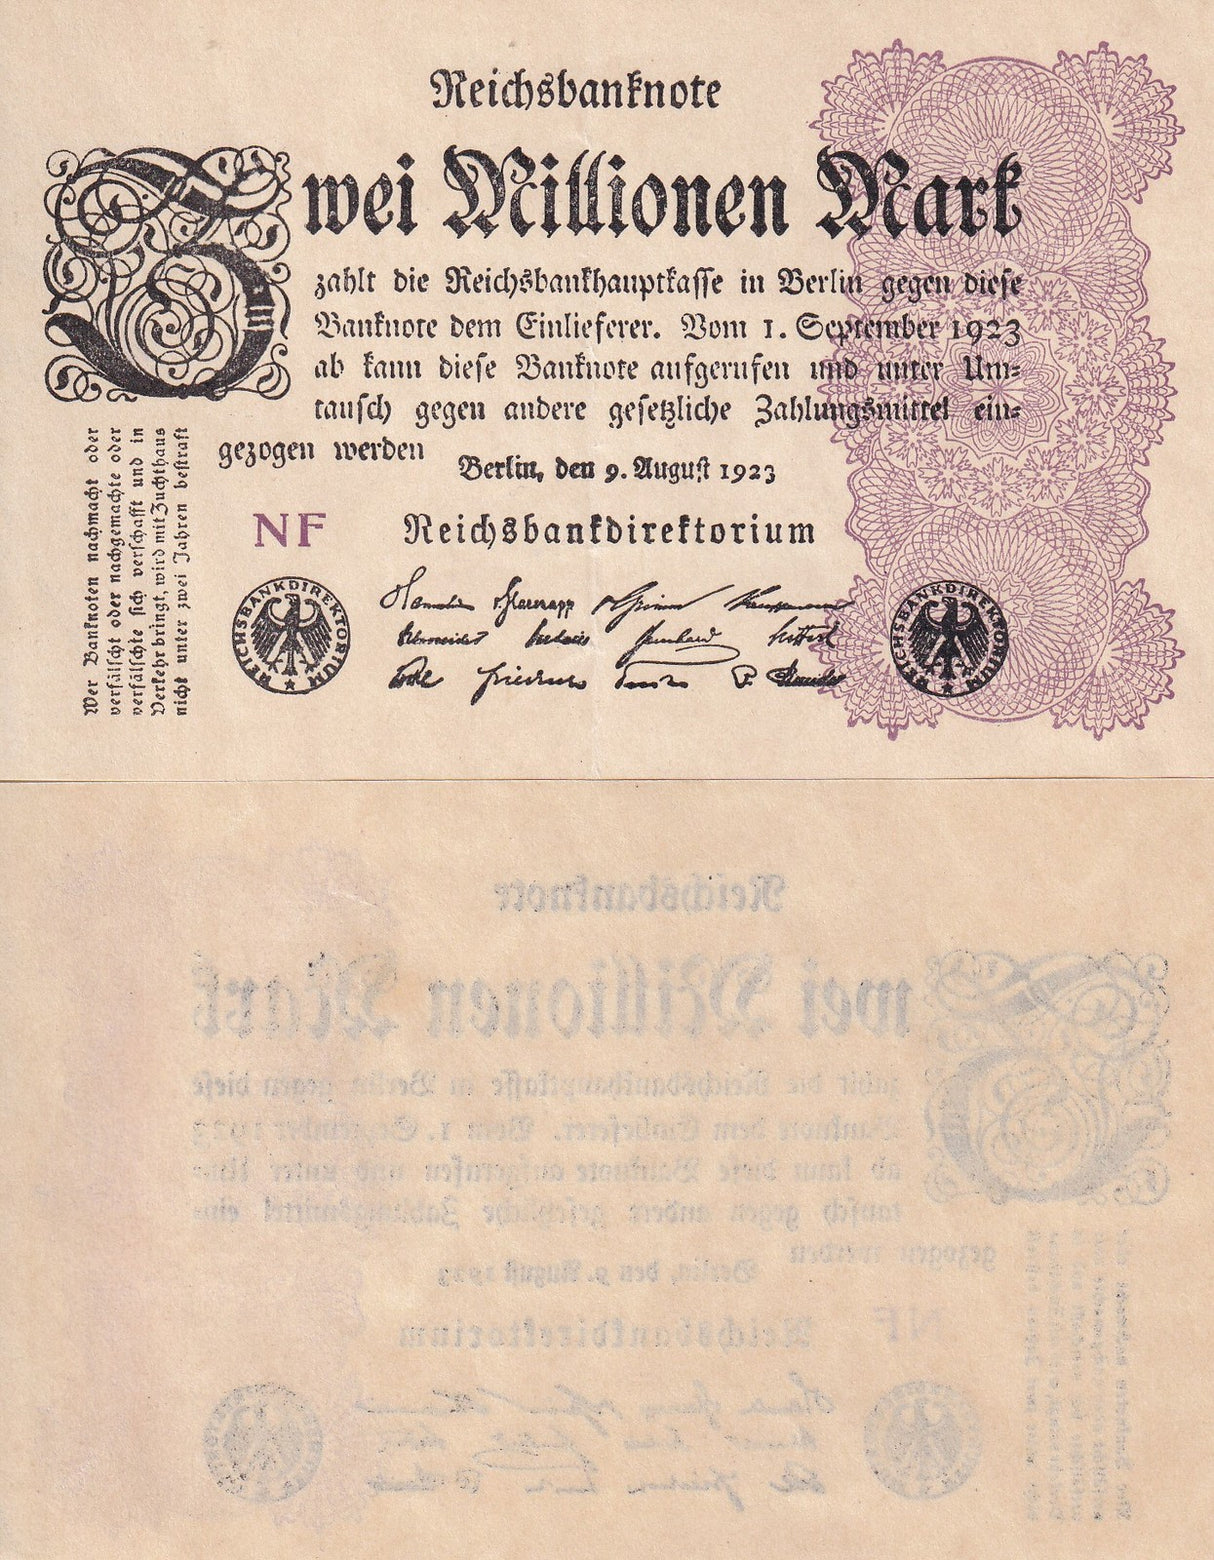 Reichsbanknote
Zwei Millionen Mark
zahlt die Reichsbankhauptkasse in Berlin gegen diese
Banknote dem Einlieferer. Vom 1. September 1923
ab kann diese Banknote aufgerufen und unter Um-
tausch gegen andere gesetzliche Zahlungsmittel ein-
gezogen werden
Berlin, den 9. August 1923
NF
Reichsbankdirektorium
REICHSBANKDIREKTORIUM
REICHSBANKDIREKTORIUM
Wer Banknoten nachmacht oder
verfälscht oder nachgemachte oder
verfälschte sich verschafft und in
Verkehr bringt, wird mit Zuchthaus
nicht unter zwei Jahren bestraft